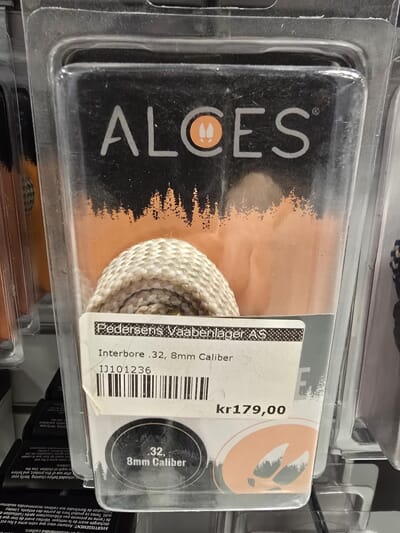 ALCES®
Pedersens Vaabenlager AS
Interbore .32, 8mm Caliber
IJ101236
kr179,00
.32,
8mm Caliber